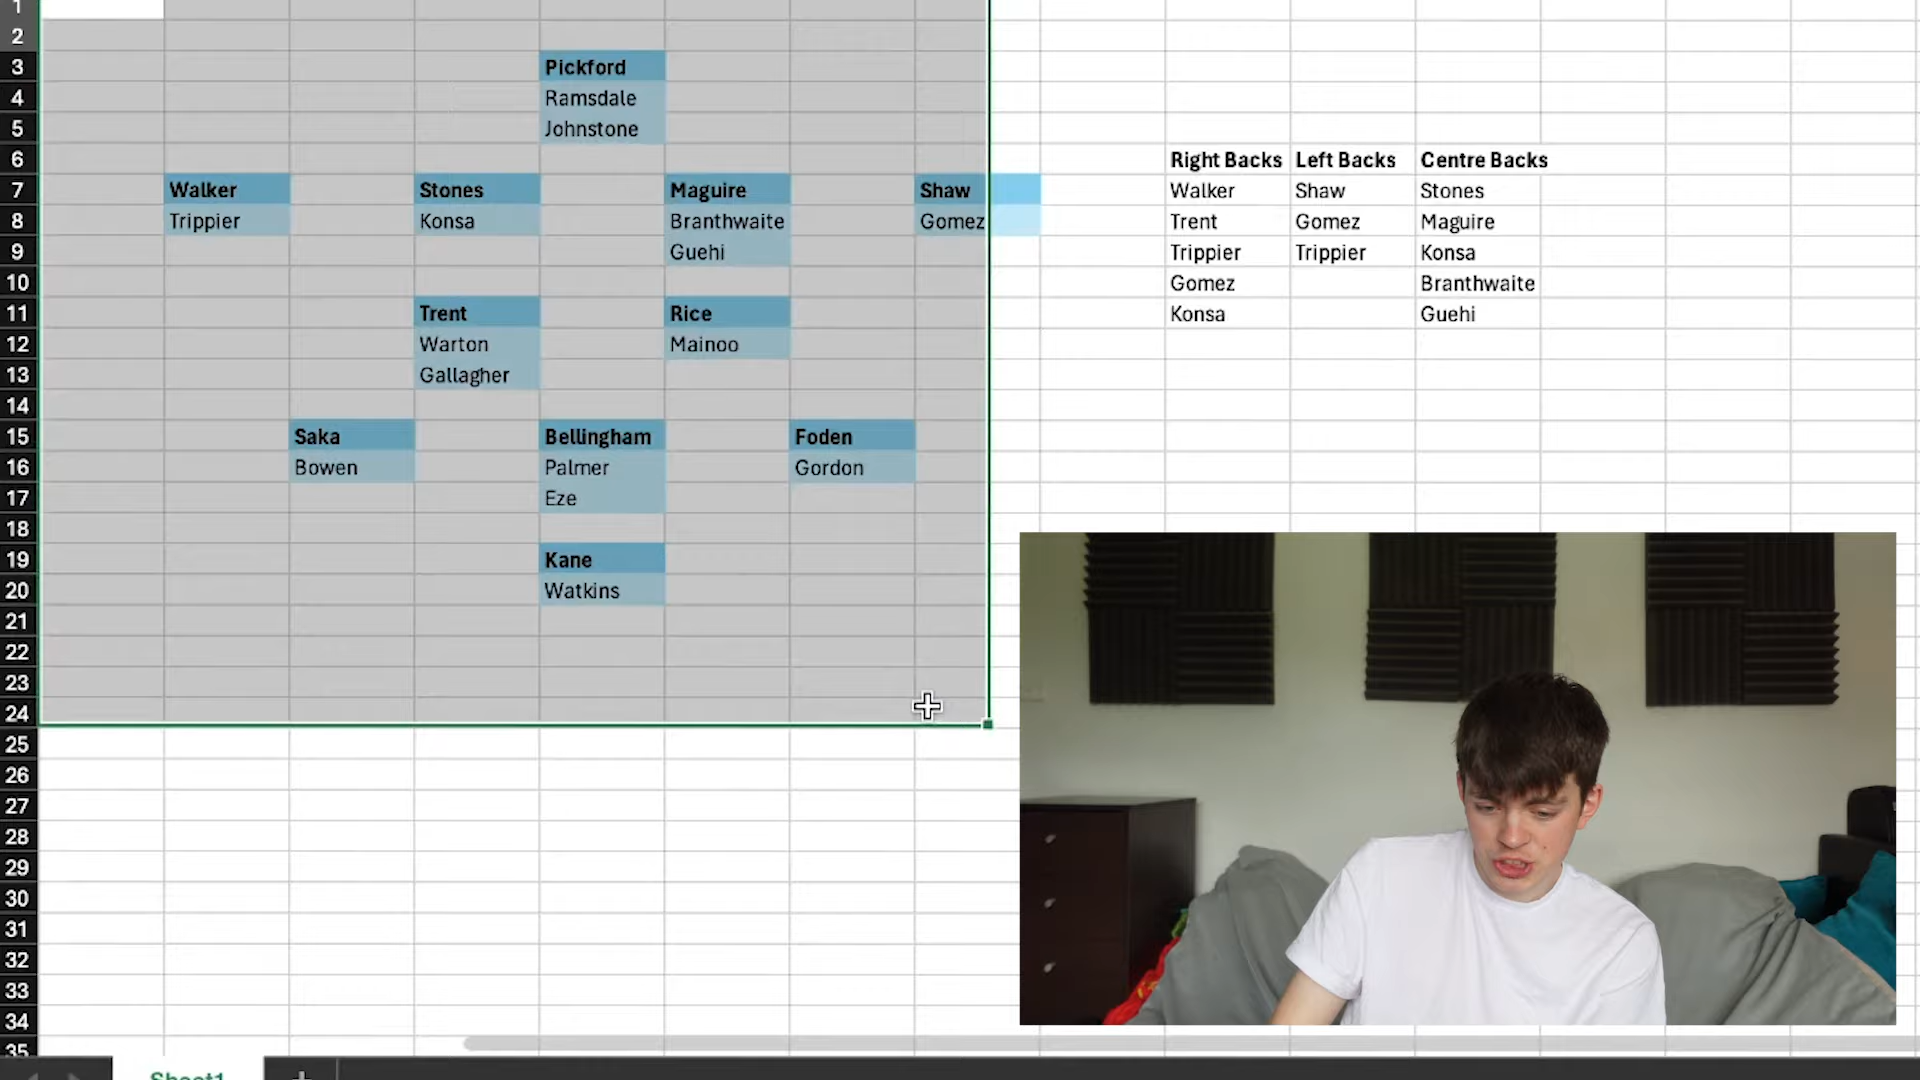 1
2
3 Pickford
4 Ramsdale
5 Johnstone
6 Right Backs Left Backs Centre Backs
7 Walker Stones Maguire Shaw Walker Shaw Stones
8 Trippier Konsa Branthwaite Gomez Trent Gomez Maguire
9 Guehi Trippier Trippier Konsa
10 Gomez Branthwaite
11 Trent Rice Konsa Guehi
12 Warton Mainoo
13 Gallagher
14
15 Saka Bellingham Foden
16 Bowen Palmer Gordon
17 Eze
18
19 Kane
20 Watkins
21
22
23
24
25
26
27
28
29
30
31
32
33
34
35
Sheet1 +